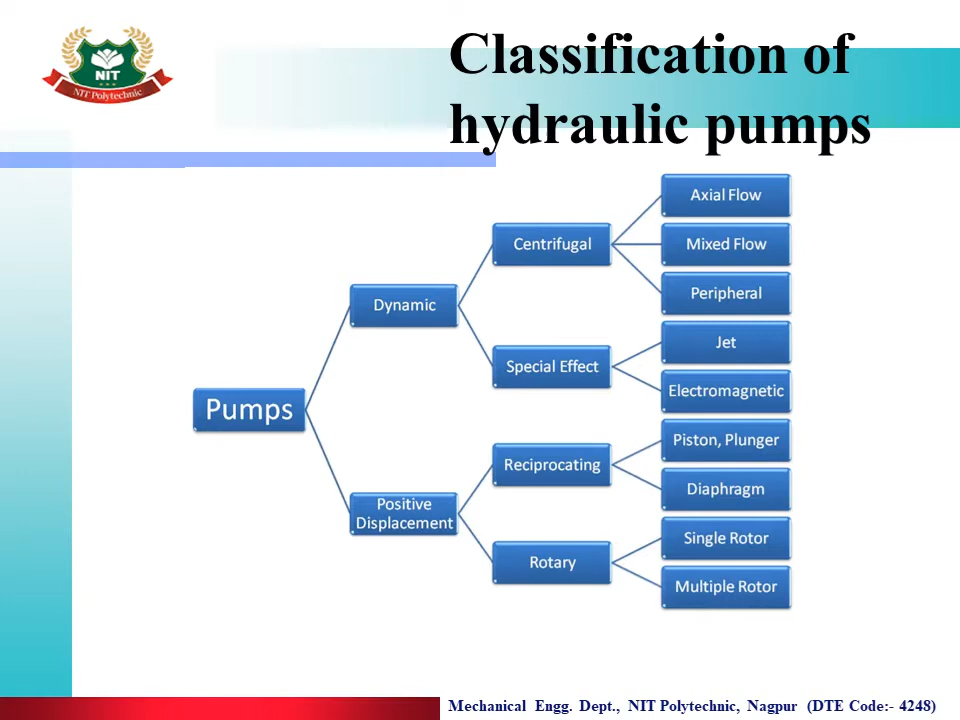 Classification of
hydraulic pumps
NIT
NIT Polytechnic
Pumps
Dynamic
Centrifugal
Axial Flow
Mixed Flow
Peripheral
Special Effect
Jet
Electromagnetic
Positive
Displacement
Reciprocating
Piston, Plunger
Diaphragm
Rotary
Single Rotor
Multiple Rotor
Mechanical Engg. Dept., NIT Polytechnic, Nagpur (DTE Code:- 4248)